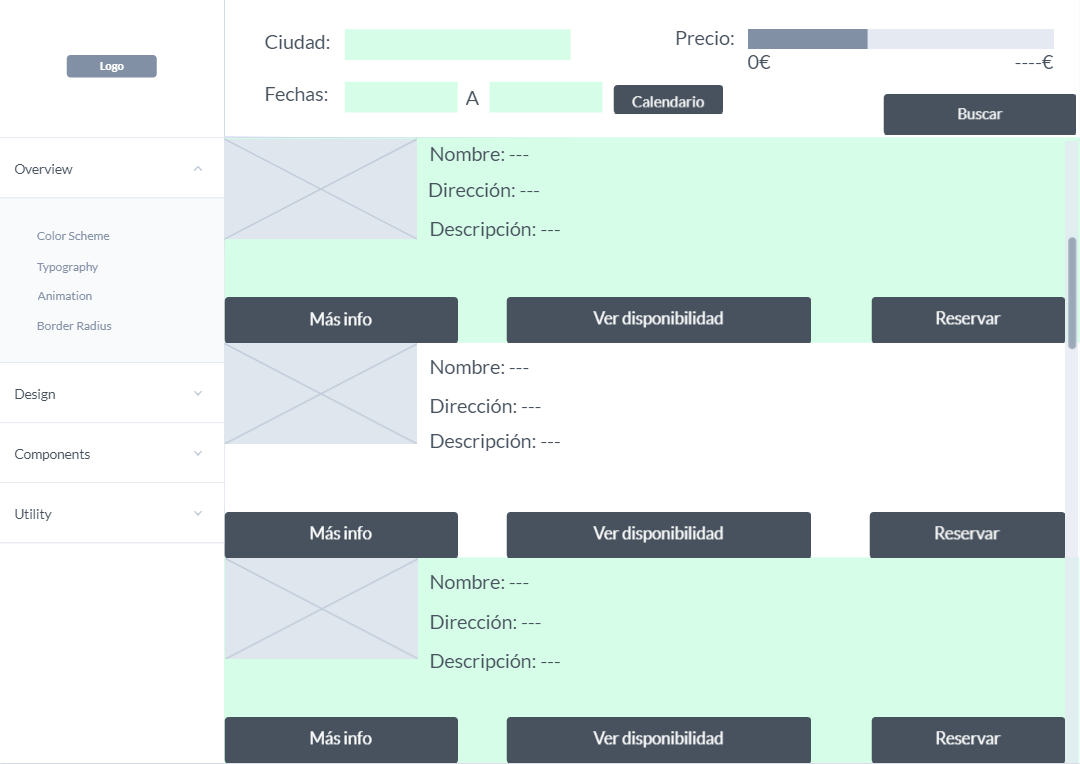 Logo
Overview
Color Scheme
Typography
Animation
Border Radius
Design
Components
Utility
Ciudad:
Precio:
0€ ----€
Fechas: A Calendario
Buscar
Nombre: ---
Dirección: ---
Descripción: ---
Más info Ver disponibilidad Reservar
Nombre: ---
Dirección: ---
Descripción: ---
Más info Ver disponibilidad Reservar
Nombre: ---
Dirección: ---
Descripción: ---
Más info Ver disponibilidad Reservar